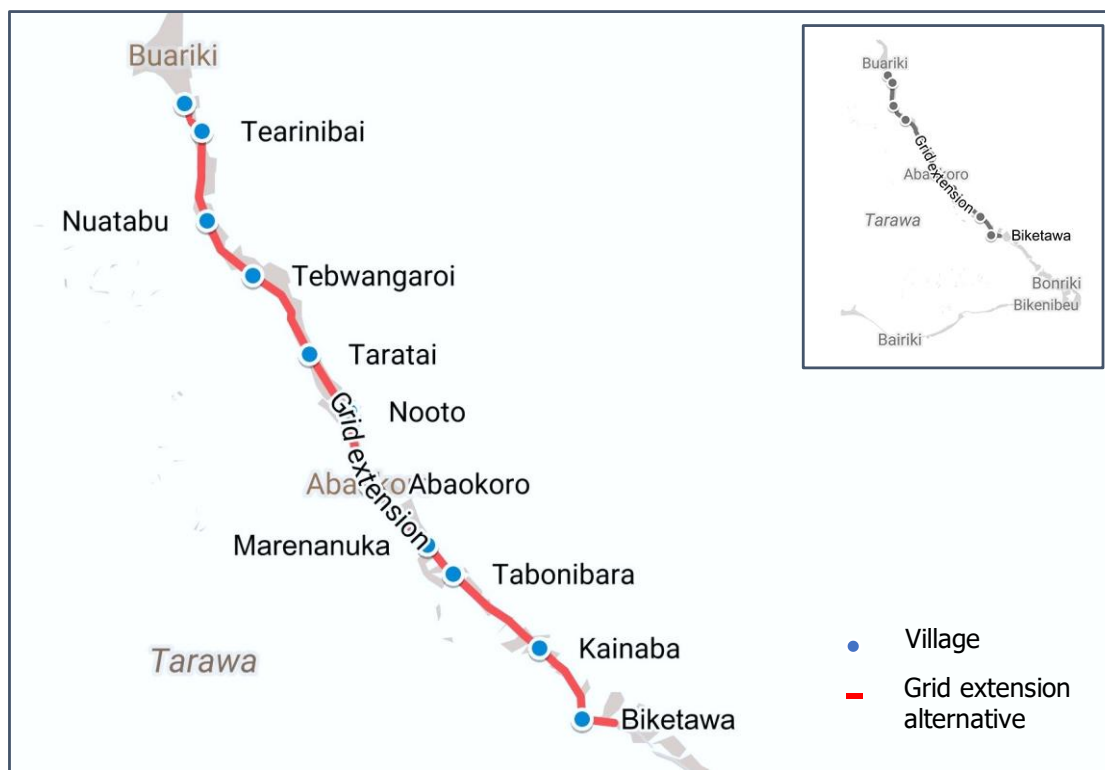 Buariki
Tearinibai
Nuatabu
Tebwangaroi
Taratai
Nooto
Grid extension
Abaokoro
Marenanuka
Tabonibara
Kainaba
Tarawa
Biketawa
Village
Grid extension
alternative
Buariki
Grid extension
Tarawa
Biketawa
Bonriki
Bikenibeu
Bairiki